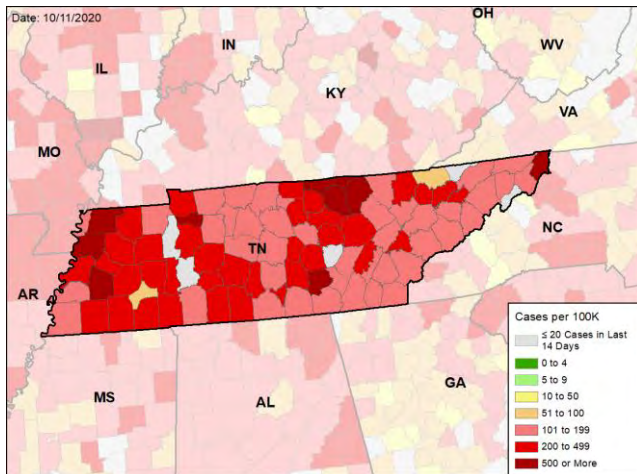 Date: 10/11/2020
OH
IN
WV
IL
KY
VA
MO
TN
NC
AR
MS
AL
GA
Cases per 100K
≤ 20 Cases in Last
14 Days
0 to 4
5 to 9
10 to 50
51 to 100
101 to 199
200 to 499
500 or More